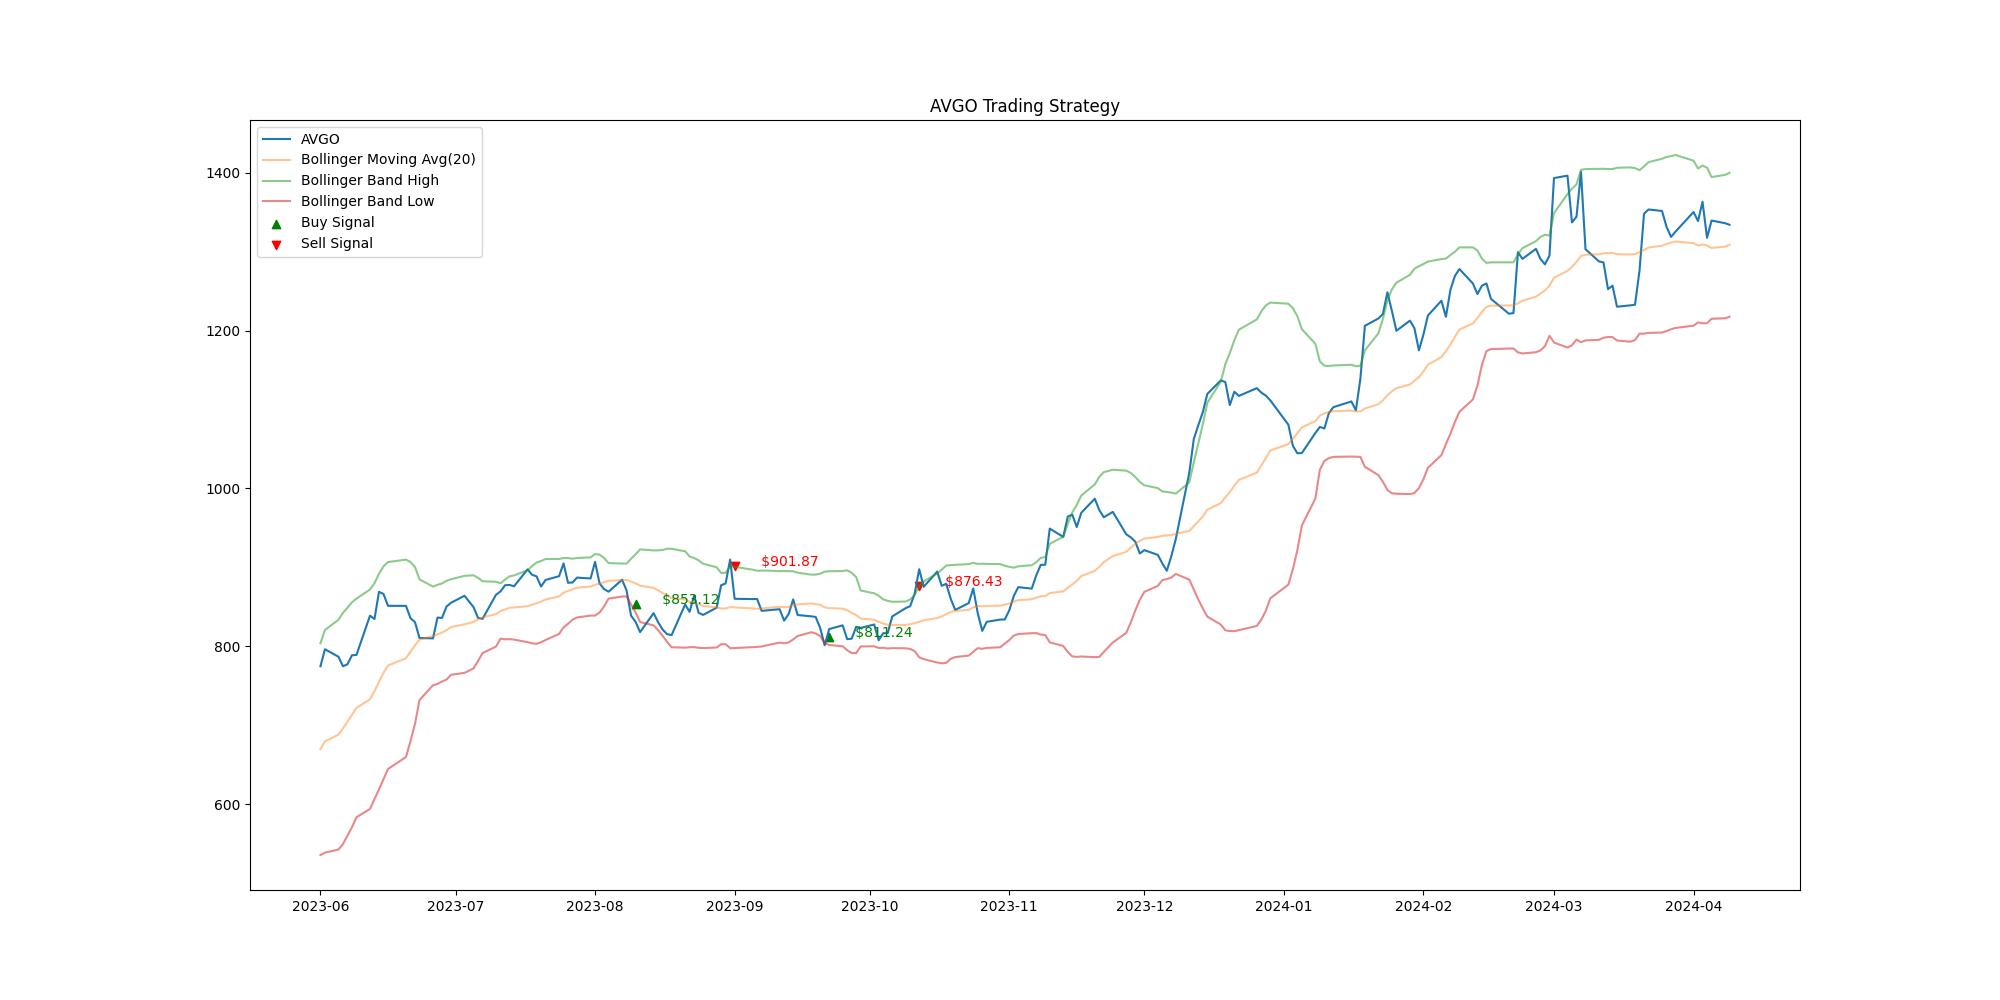 AVGO Trading Strategy
AVGO
Bollinger Moving Avg(20)
Bollinger Band High
Bollinger Band Low
Buy Signal
Sell Signal
1400
1200
1000
800
600
$901.87
$853.12
$876.43
$811.24
2023-06
2023-07
2023-08
2023-09
2023-10
2023-11
2023-12
2024-01
2024-02
2024-03
2024-04